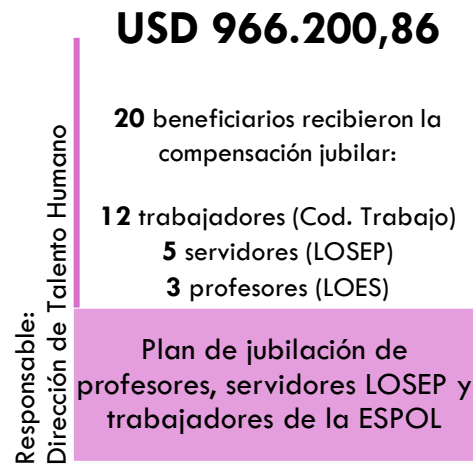 USD 966.200,86
20 beneficiarios recibieron la
compensación jubilar:
12 trabajadores (Cod. Trabajo)
5 servidores (LOSEP)
3 profesores (LOES)
Plan de jubilación de
profesores, servidores LOSEP y
trabajadores de la ESPOL
Responsable:
Dirección de Talento Humano